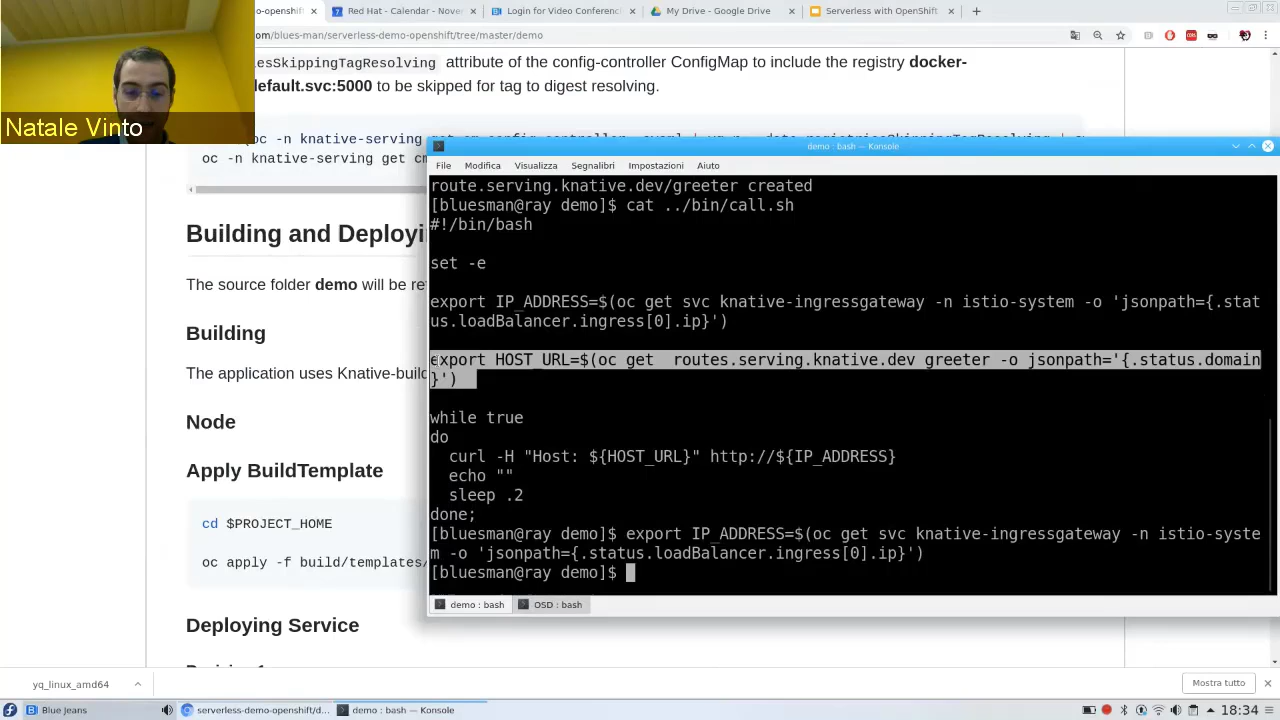 -openshift
Red Hat - Calendar - Novem
Login for Video Conferenc
My Drive - Google Drive
Serverless with OpenShift
om/blues-man/serverless-demo-openshift/tree/master/demo
esSkippingTagResolving attribute of the config-controller ConfigMap to include the registry docker-
efault.svc:5000 to be skipped for tag to digest resolving.
Natale Vinto
oc -n knative-serving get cm
demo : bash — Konsole
File Modifica Visualizza Segnalibri Impostazioni Aiuto
route.serving.knative.dev/greeter created
[bluesman@ray demo]$ cat ../bin/call.sh
#!/bin/bash
set -e
export IP_ADDRESS=$(oc get svc knative-ingressgateway -n istio-system -o 'jsonpath={.stat
us.loadBalancer.ingress[0].ip}')
export HOST_URL=$(oc get  routes.serving.knative.dev greeter -o jsonpath='{.status.domain
}')
while true
do
curl -H "Host: ${HOST_URL}" http://${IP_ADDRESS}
echo ""
sleep .2
done;
[bluesman@ray demo]$ export IP_ADDRESS=$(oc get svc knative-ingressgateway -n istio-syste
m -o 'jsonpath={.status.loadBalancer.ingress[0].ip}')
[bluesman@ray demo]$
demo : bash
OSD : bash
Building and Deployi
The source folder demo will be re
Building
The application uses Knative-build
Node
Apply BuildTemplate
cd $PROJECT_HOME
oc apply -f build/templates/
Deploying Service
yq_linux_amd64
Mostra tutto
Blue Jeans
serverless-demo-openshift/d...
demo : bash — Konsole
18:34